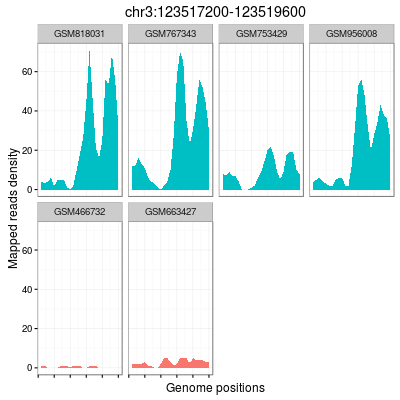 chr3:123517200-123519600
GSM818031 GSM767343 GSM753429 GSM956008
60
40
20
0
Mapped reads density
GSM466732 GSM663427
60
40
20
0
Genome positions